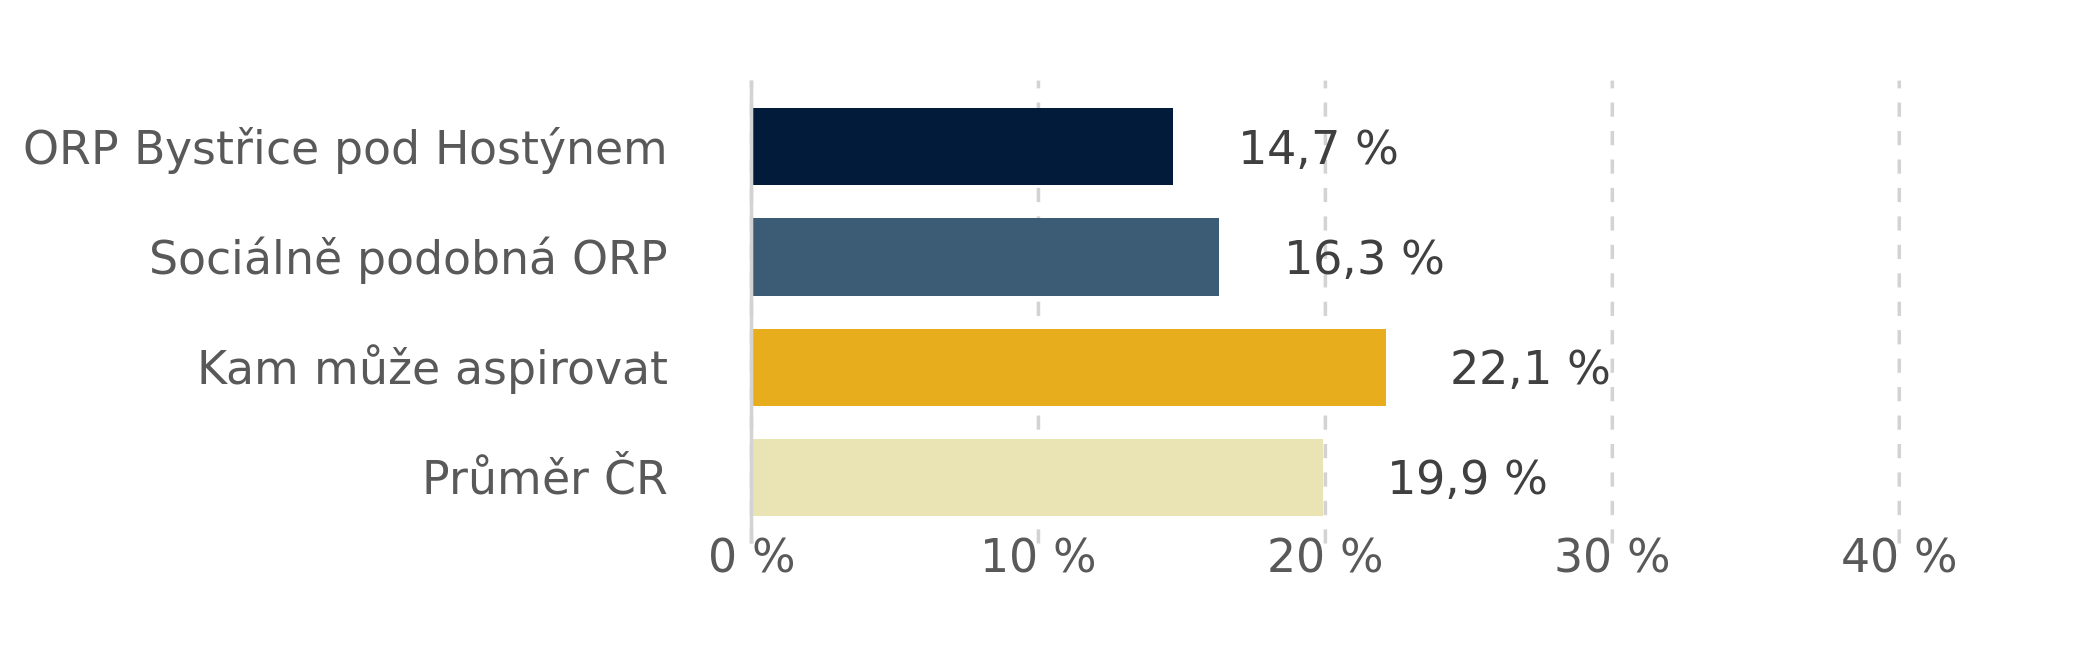 ORP Bystřice pod Hostýnem 14,7 %
Sociálně podobná ORP 16,3 %
Kam může aspirovat 22,1 %
Průměr ČR 19,9 %
0 % 10 % 20 % 30 % 40 %